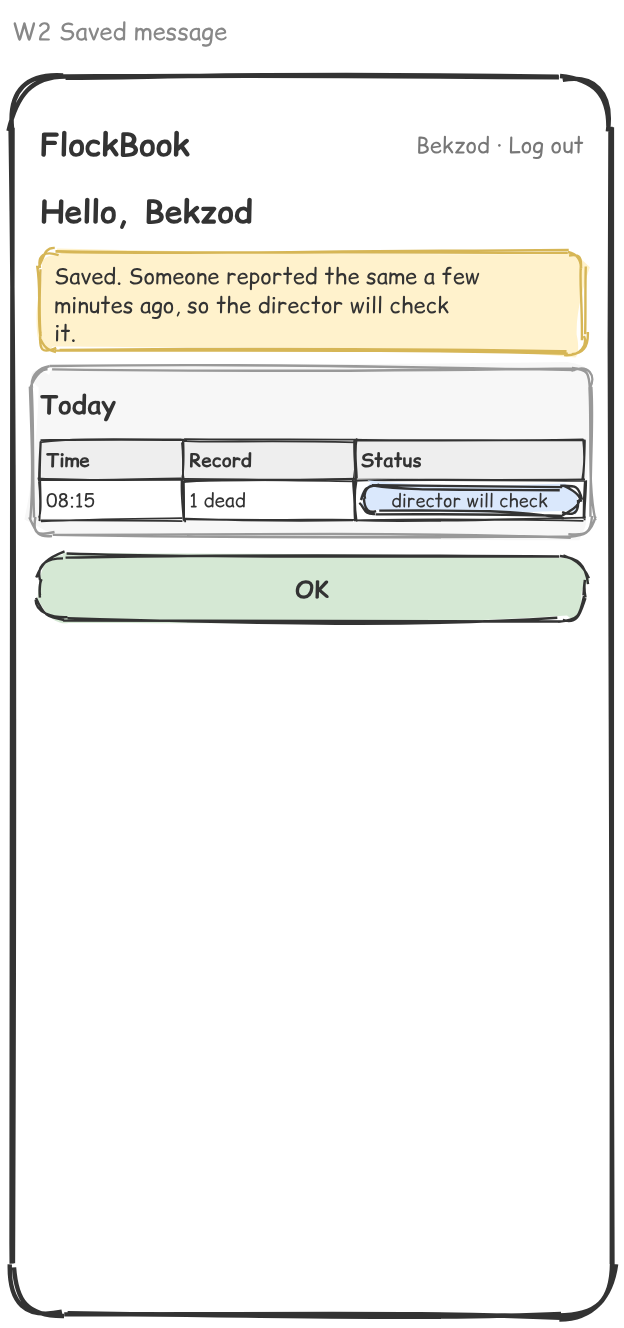 W2 Saved message
FlockBook
Bekzod · Log out
Hello, Bekzod
Saved. Someone reported the same a few
minutes ago, so the director will check
it.
Today
Time Record Status
08:15 1 dead director will check
OK